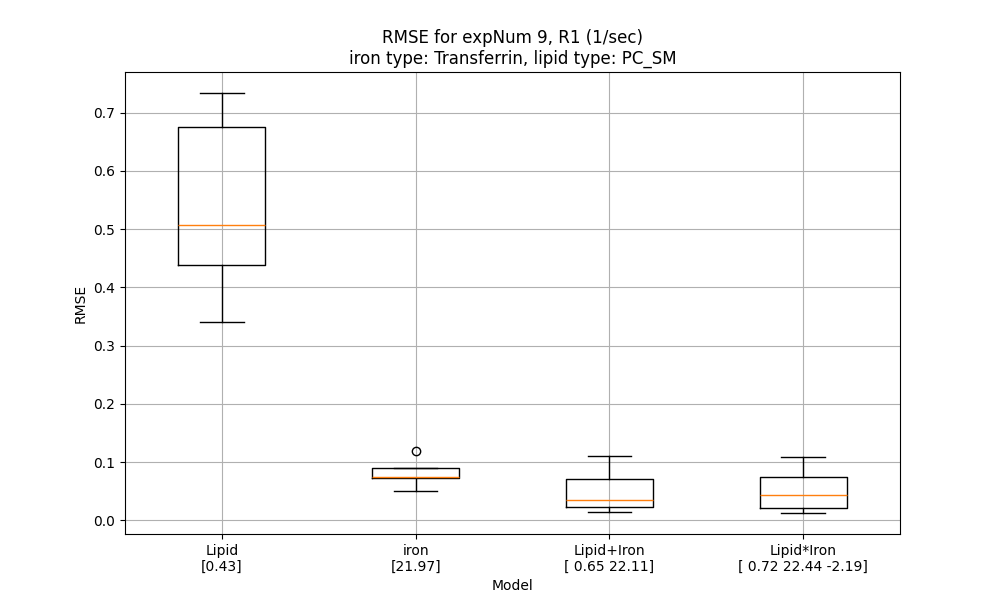 RMSE for expNum 9, R1 (1/sec)
iron type: Transferrin, lipid type: PC_SM
RMSE
0.7
0.6
0.5
0.4
0.3
0.2
0.1
0.0
Lipid
[0.43]
iron
[21.97]
Lipid+Iron
[ 0.65 22.11]
Lipid*Iron
[ 0.72 22.44 -2.19]
Model